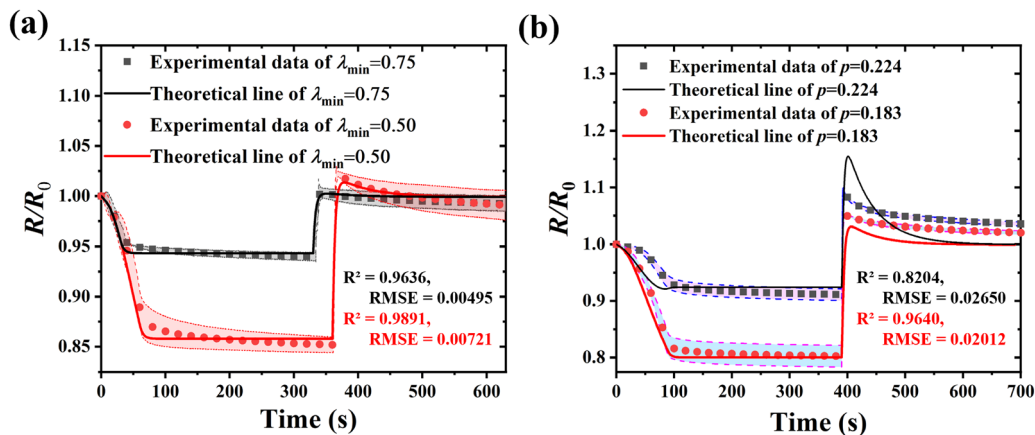 (a)
1.15
1.10
1.05
1.00
0.95
0.90
0.85
R/R0
Experimental data of λmin=0.75
Theoretical line of λmin=0.75
Experimental data of λmin=0.50
Theoretical line of λmin=0.50
R² = 0.9636,
RMSE = 0.00495
R² = 0.9891,
RMSE = 0.00721
0 100 200 300 400 500 600
Time (s)
(b)
1.3
1.2
1.1
1.0
0.9
0.8
0.7
R/R0
Experimental data of p=0.224
Theoretical line of p=0.224
Experimental data of p=0.183
Theoretical line of p=0.183
R² = 0.8204,
RMSE = 0.02650
R² = 0.9640,
RMSE = 0.02012
0 100 200 300 400 500 600 700
Time (s)